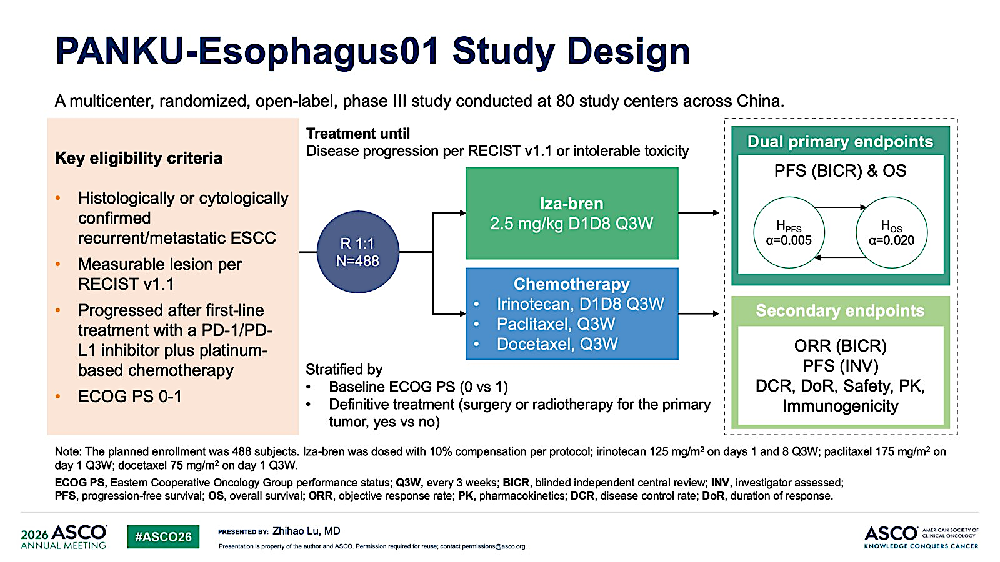 PANKU-Esophagus01 Study Design
A multicenter, randomized, open-label, phase III study conducted at 80 study centers across China.
Key eligibility criteria
• Histologically or cytologically
confirmed
recurrent/metastatic ESCC
• Measurable lesion per
RECIST v1.1
• Progressed after first-line
treatment with a PD-1/PD-
L1 inhibitor plus platinum-
based chemotherapy
• ECOG PS 0-1
Treatment until
Disease progression per RECIST v1.1 or intolerable toxicity
R 1:1
N=488
Iza-bren
2.5 mg/kg D1D8 Q3W
Chemotherapy
• Irinotecan, D1D8 Q3W
• Paclitaxel, Q3W
• Docetaxel, Q3W
Stratified by
• Baseline ECOG PS (0 vs 1)
• Definitive treatment (surgery or radiotherapy for the primary
tumor, yes vs no)
Dual primary endpoints
PFS (BICR) & OS
HPFS
α=0.005
HOS
α=0.020
Secondary endpoints
ORR (BICR)
PFS (INV)
DCR, DoR, Safety, PK,
Immunogenicity
Note: The planned enrollment was 488 subjects. Iza-bren was dosed with 10% compensation per protocol; irinotecan 125 mg/m² on days 1 and 8 Q3W; paclitaxel 175 mg/m² on
day 1 Q3W; docetaxel 75 mg/m² on day 1 Q3W.
ECOG PS, Eastern Cooperative Oncology Group performance status; Q3W, every 3 weeks; BICR, blinded independent central review; INV, investigator assessed;
PFS, progression-free survival; OS, overall survival; ORR, objective response rate; PK, pharmacokinetics; DCR, disease control rate; DoR, duration of response.
2026 ASCO®
ANNUAL MEETING
#ASCO26
PRESENTED BY: Zhihao Lu, MD
Presentation is property of the author and ASCO. Permission required for reuse; contact permissions@asco.org.
ASCO® AMERICAN SOCIETY OF
CLINICAL ONCOLOGY
KNOWLEDGE CONQUERS CANCER